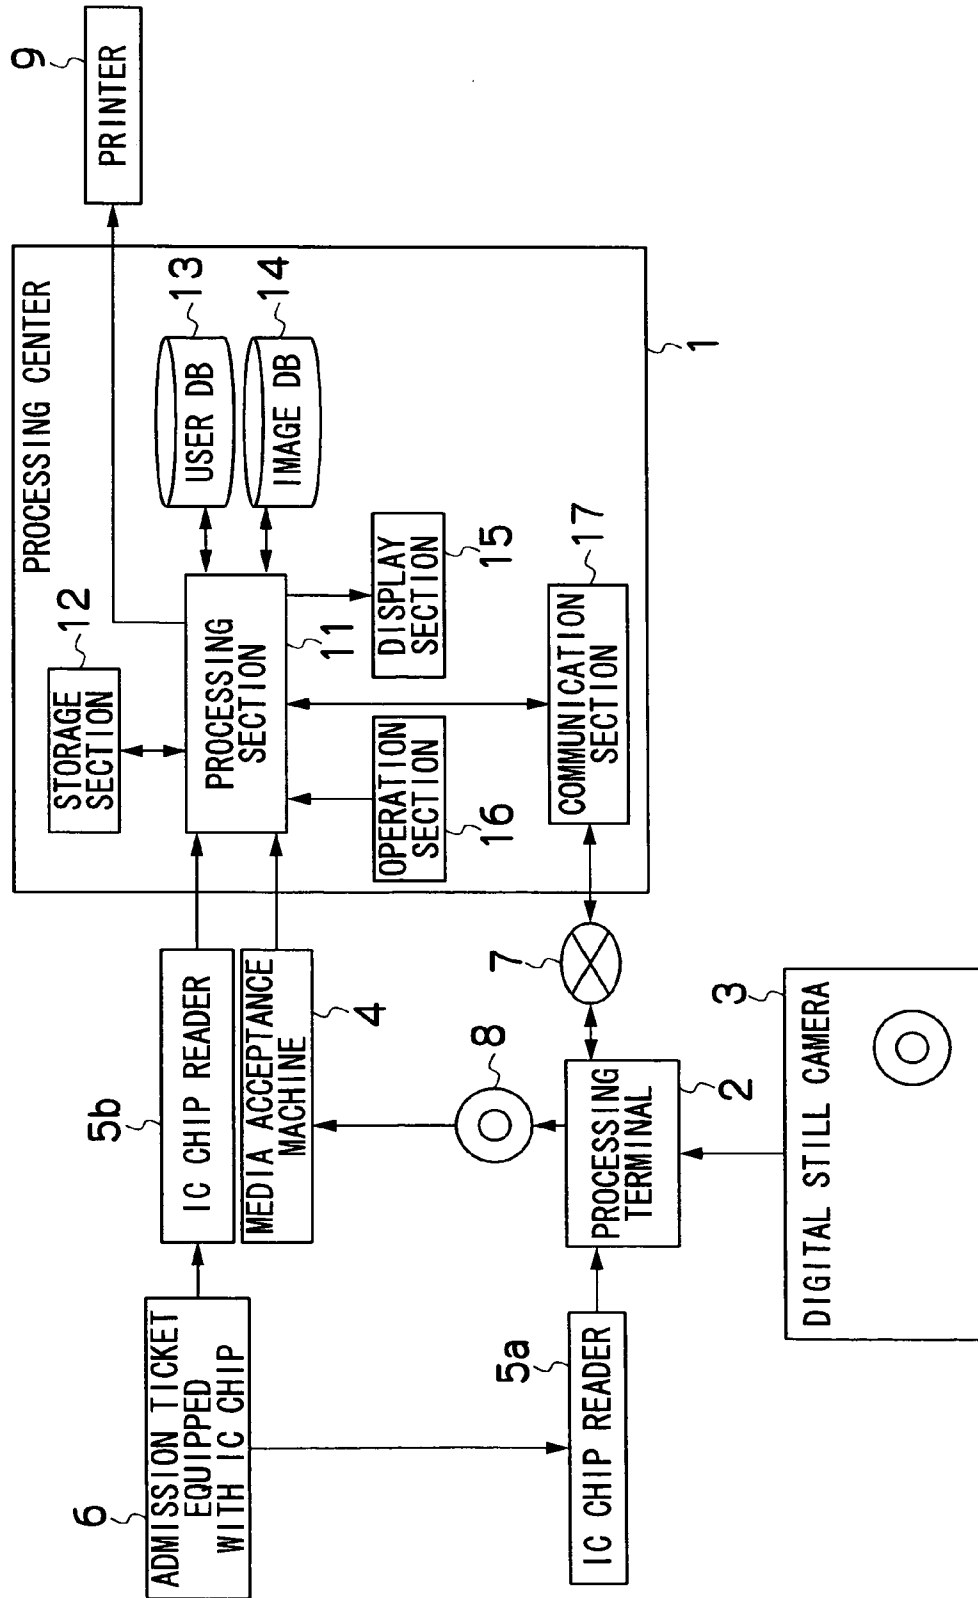 PRINTER
9
PROCESSING CENTER
1
STORAGE
SECTION
12
PROCESSING
SECTION
11
USER DB
13
IMAGE DB
14
DISPLAY
SECTION
15
OPERATION
SECTION
16
COMMUNICATION
SECTION
17
ADMISSION TICKET
EQUIPPED
WITH IC CHIP
6
IC CHIP READER
5b
MEDIA ACCEPTANCE
MACHINE
4
8
7
IC CHIP READER
5a
PROCESSING
TERMINAL
2
DIGITAL STILL CAMERA
3